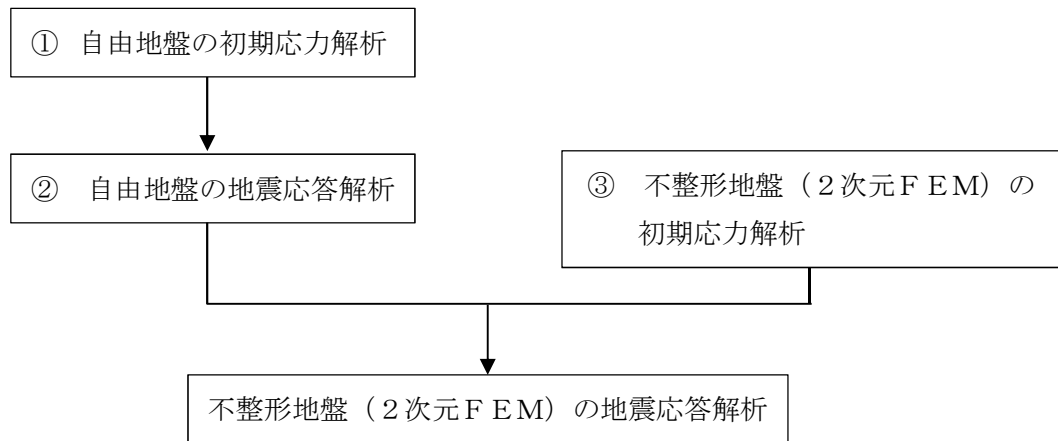 ① 自由地盤の初期応力解析
② 自由地盤の地震応答解析
③ 不整形地盤（２次元ＦＥＭ）の
初期応力解析
不整形地盤（２次元ＦＥＭ）の地震応答解析